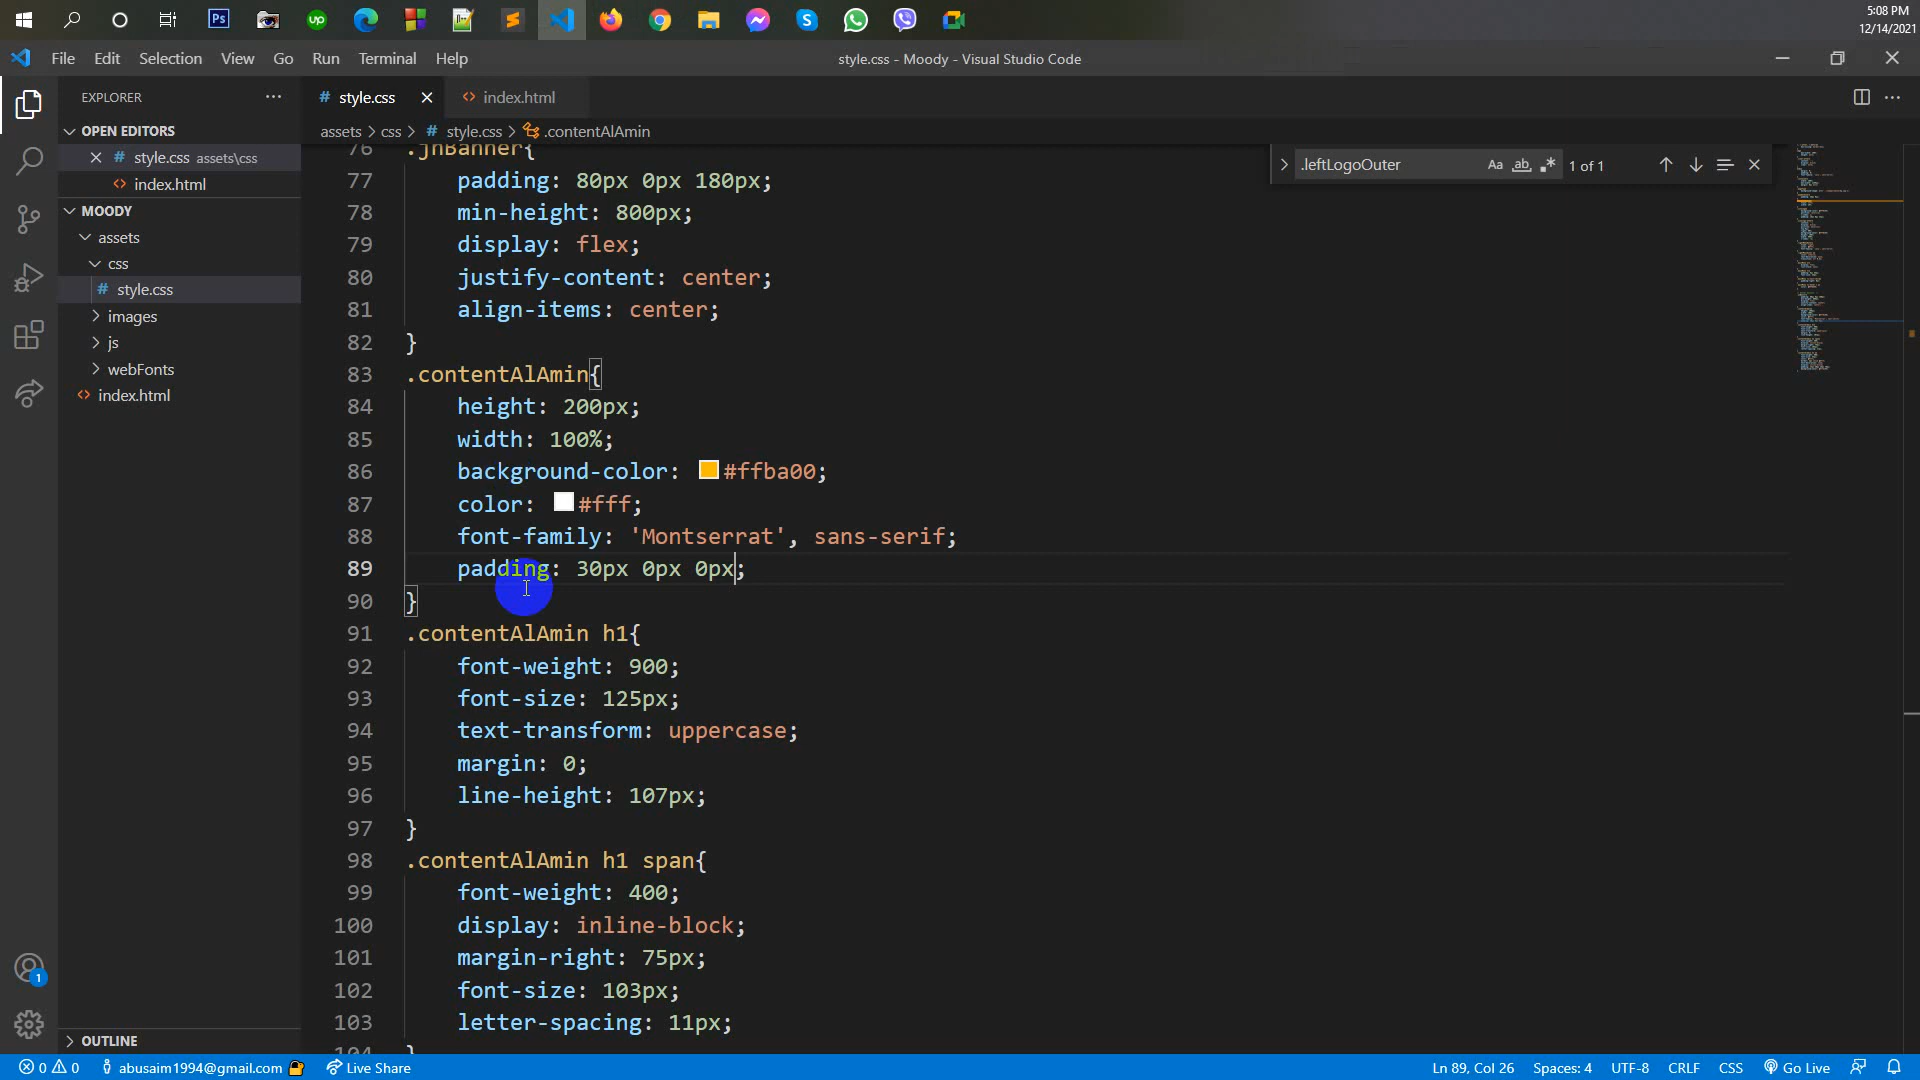 Ps
up
5:08 PM
12/14/2021
File Edit Selection View Go Run Terminal Help
style.css - Moody - Visual Studio Code
EXPLORER
# style.css
<> index.html
OPEN EDITORS
# style.css assets\css
<> index.html
MOODY
assets
css
# style.css
images
js
webFonts
<> index.html
OUTLINE
assets > css > # style.css > .contentAlAmin
.leftLogoOuter Aa ab 1 of 1
76 .jhBanner{
77 padding: 80px 0px 180px;
78 min-height: 800px;
79 display: flex;
80 justify-content: center;
81 align-items: center;
82 }
83 .contentAlAmin{
84 height: 200px;
85 width: 100%;
86 background-color: #ffba00;
87 color: #fff;
88 font-family: 'Montserrat', sans-serif;
89 padding: 30px 0px 0px;
90 }
91 .contentAlAmin h1{
92 font-weight: 900;
93 font-size: 125px;
94 text-transform: uppercase;
95 margin: 0;
96 line-height: 107px;
97 }
98 .contentAlAmin h1 span{
99 font-weight: 400;
100 display: inline-block;
101 margin-right: 75px;
102 font-size: 103px;
103 letter-spacing: 11px;
104 }
1
0 0 abusaim1994@gmail.com Live Share
Ln 89, Col 26 Spaces: 4 UTF-8 CRLF CSS Go Live